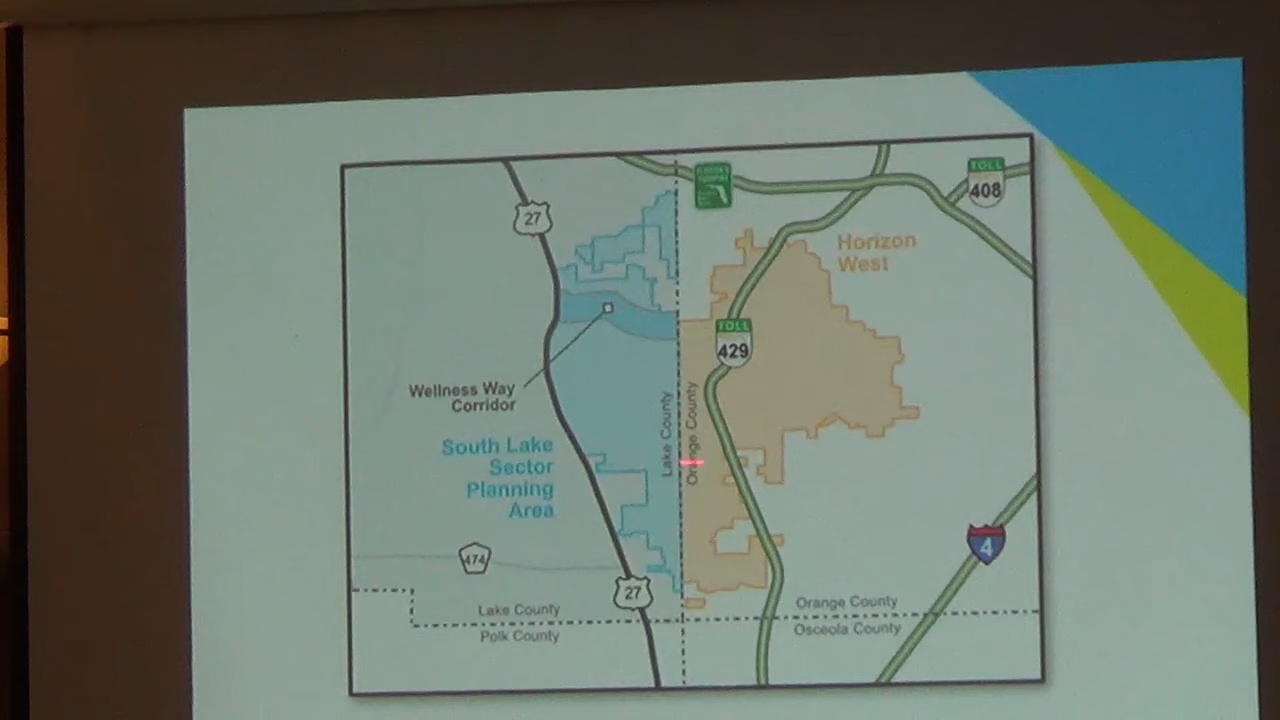 27
TOLL
408
Horizon
West
TOLL
429
Wellness Way
Corridor
Lake County
Orange County
South Lake
Sector
Planning
Area
474
4
27
Lake County
Orange County
Polk County
Osceola County